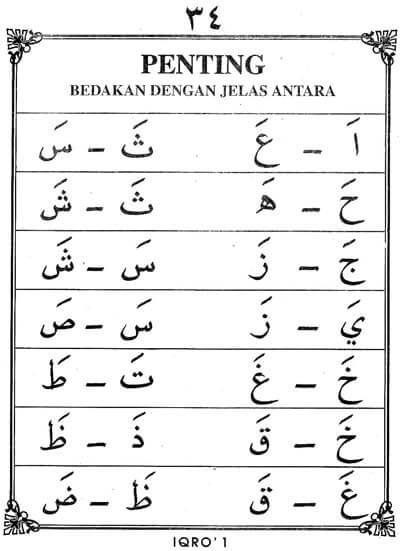 ٣٤
PENTING
BEDAKAN DENGAN JELAS ANTARA
اَ – عَ ثَ – سَ
حَ – هَ ثَ – شَ
جَ – زَ سَ – شَ
يَ – زَ سَ – صَ
خَ – غَ تَ – طَ
خَ – قَ ذَ – ظَ
غَ – قَ ظَ – ضَ
IQRO' 1